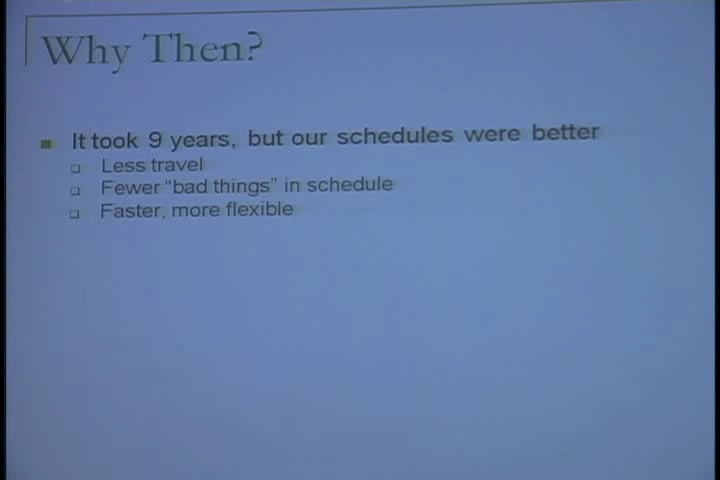 Why Then?
It took 9 years, but our schedules were better
Less travel
Fewer “bad things” in schedule
Faster, more flexible